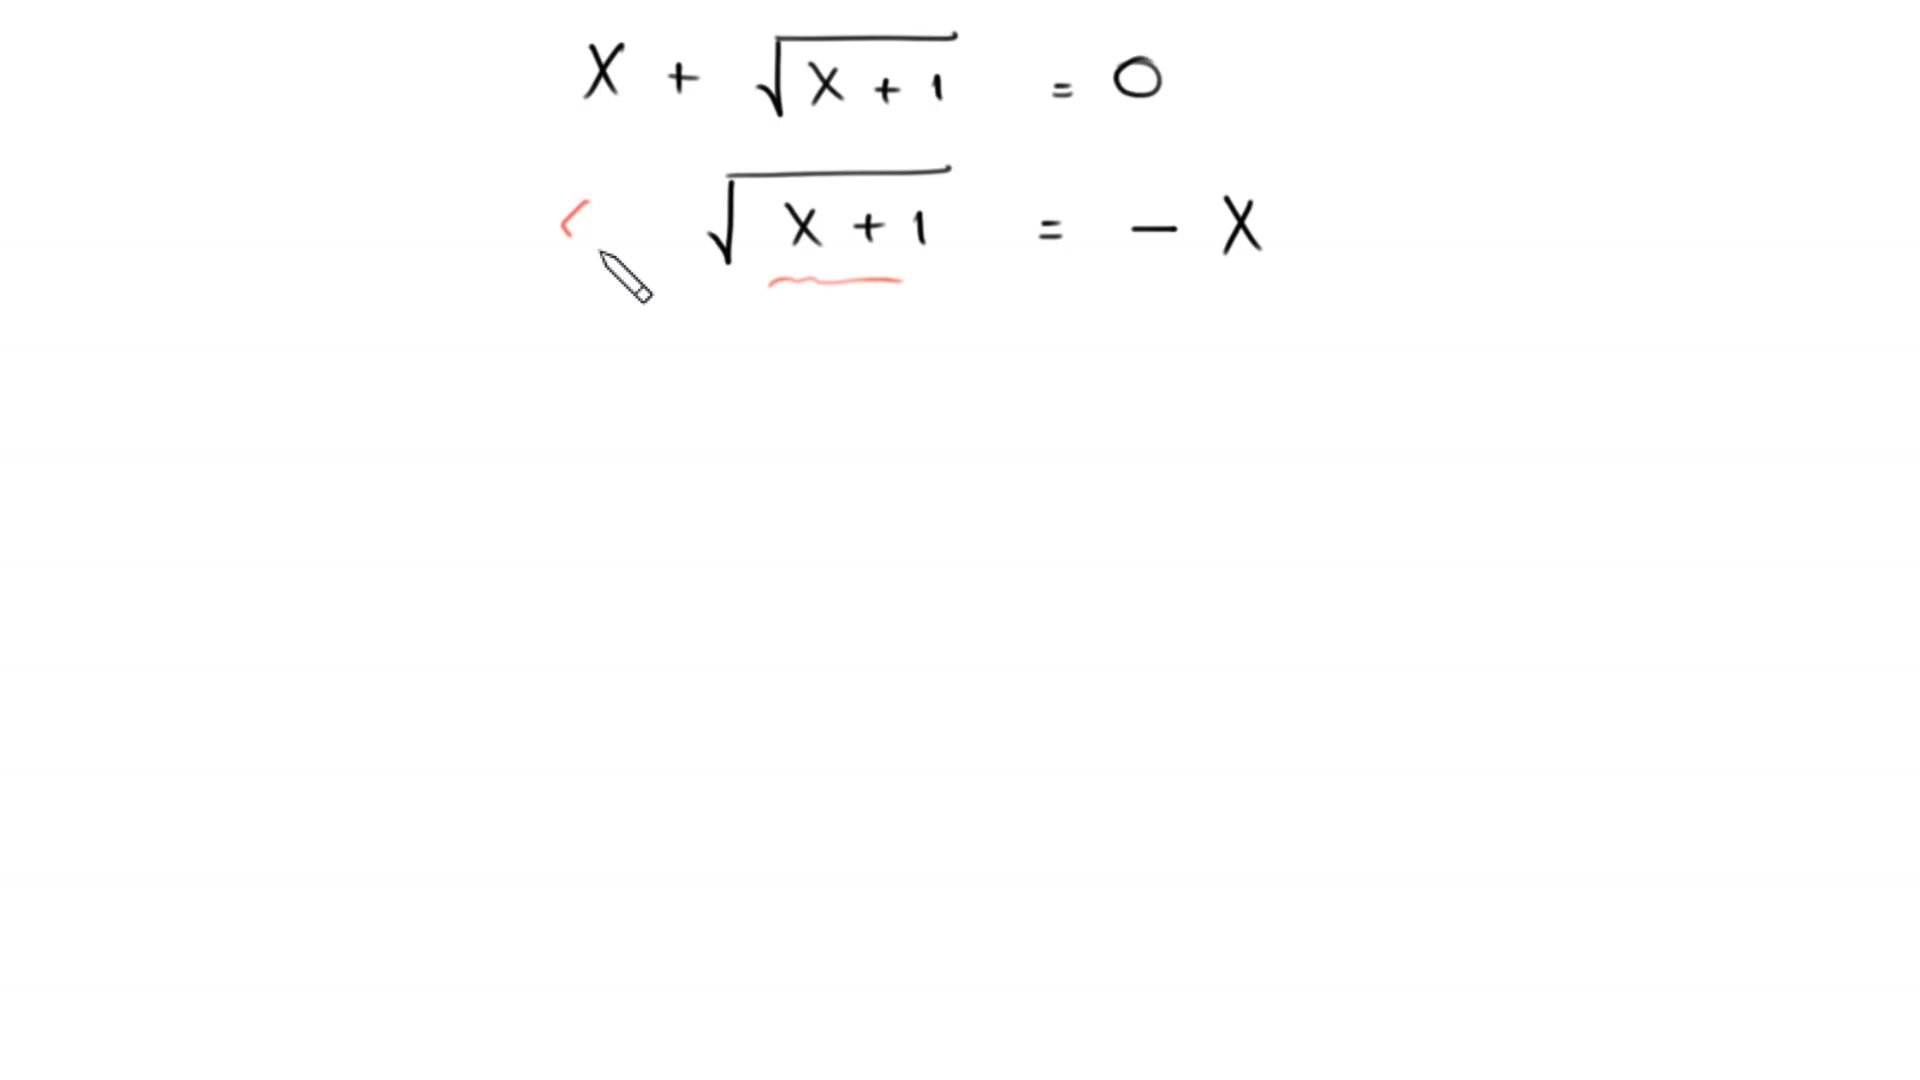 X + √(X + 1) = 0
√(X + 1) = - X